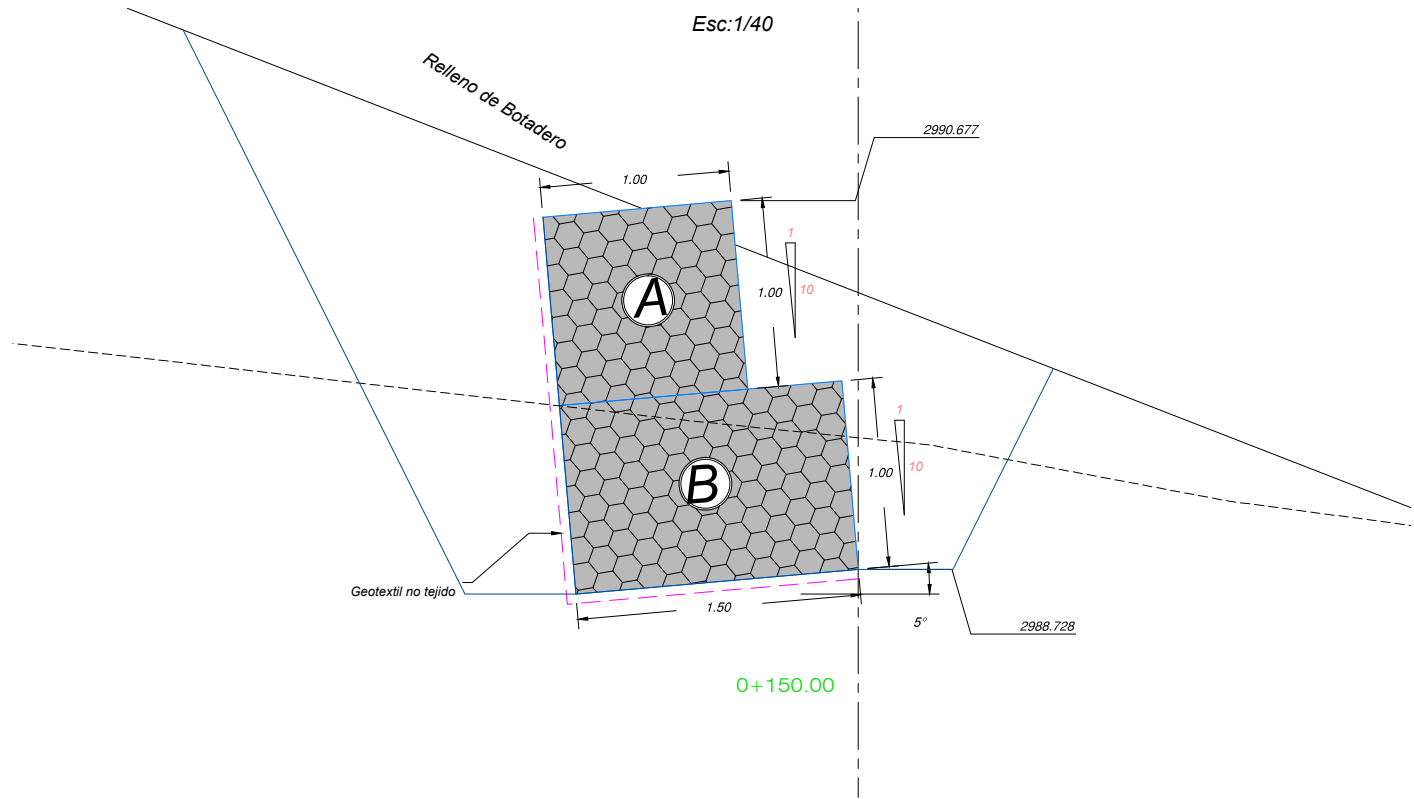 Esc:1/40
Relleno de Botadero
2990.677
1.00
1
10
1.00
A
1
10
1.00
B
Geotextil no tejido
1.50
5°
2988.728
0+150.00